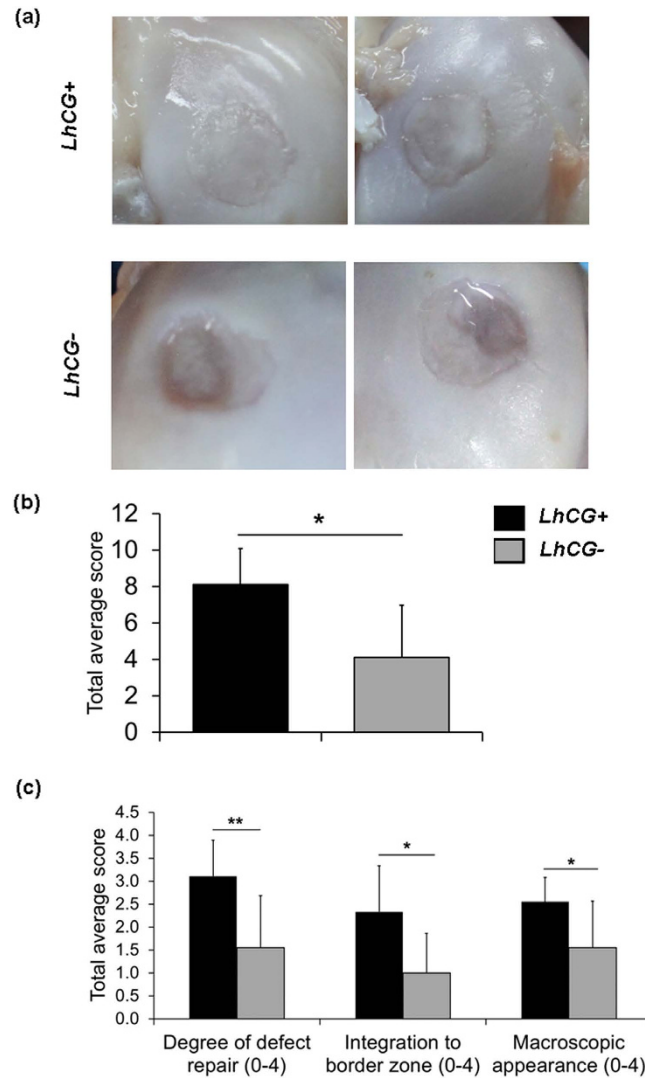 (a)
LhCG+
LhCG-
(b)
Total average score
12
10
8
6
4
2
0
*
LhCG+
LhCG-
(c)
Total average score
4.5
4.0
3.5
3.0
2.5
2.0
1.5
1.0
0.5
0.0
**
*
*
Degree of defect
repair (0-4)
Integration to
border zone (0-4)
Macroscopic
appearance (0-4)